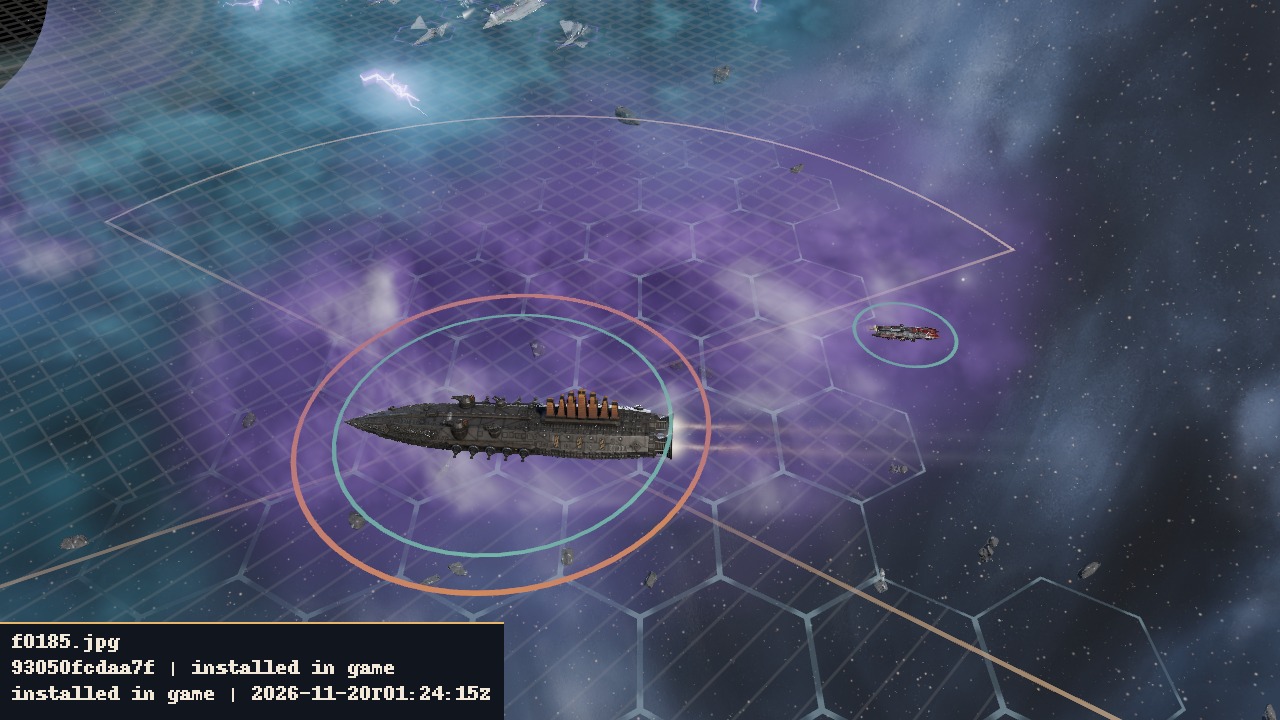 f0185.jpg
93050fcdaa7f | installed in game
installed in game | 2026-11-20T01:24:15Z